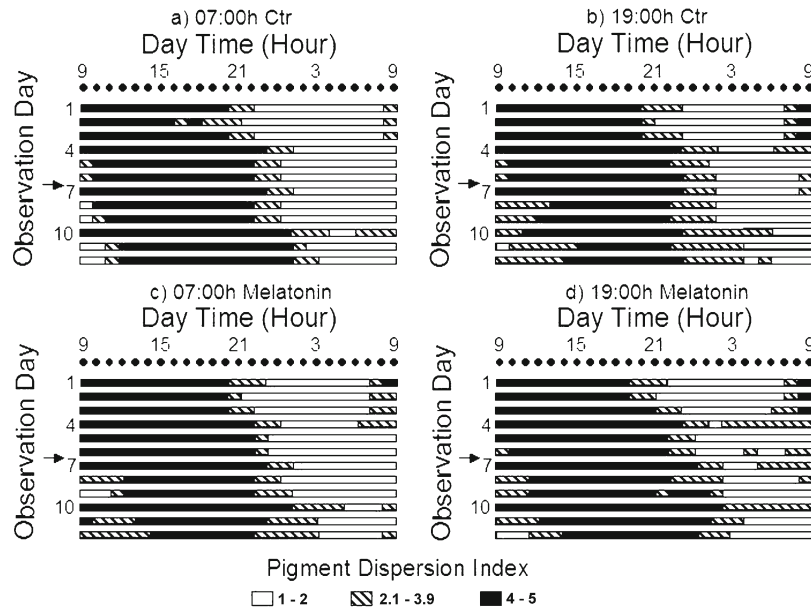 a) 07:00h Ctr
Day Time (Hour)
9 15 21 3 9
Observation Day
1
4
7
10
b) 19:00h Ctr
Day Time (Hour)
9 15 21 3 9
Observation Day
1
4
7
10
c) 07:00h Melatonin
Day Time (Hour)
9 15 21 3 9
Observation Day
1
4
7
10
d) 19:00h Melatonin
Day Time (Hour)
9 15 21 3 9
Observation Day
1
4
7
10
Pigment Dispersion Index
1 - 2 2.1 - 3.9 4 - 5